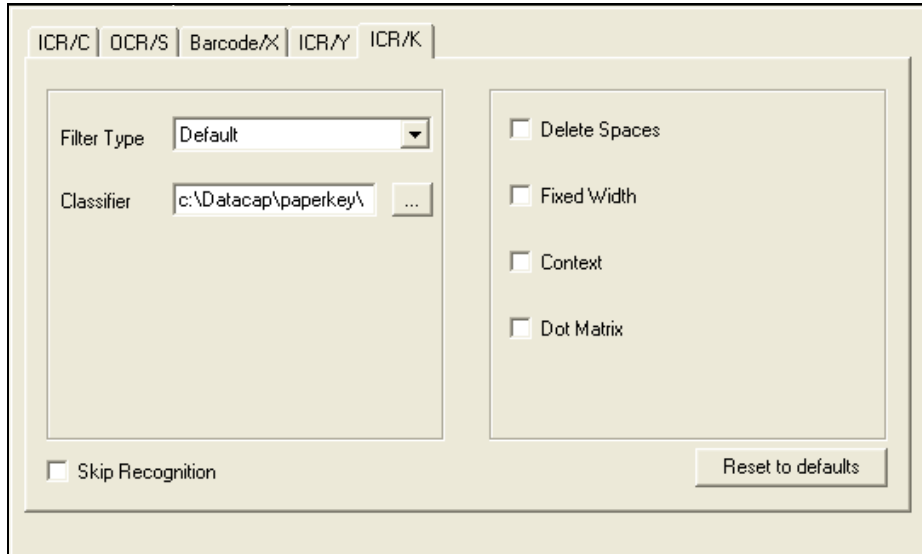 ICR/C OCR/S Barcode/X ICR/Y ICR/K
Filter Type Default
Classifier c:\Datacap\paperkey\ ...
Delete Spaces
Fixed Width
Context
Dot Matrix
Skip Recognition
Reset to defaults